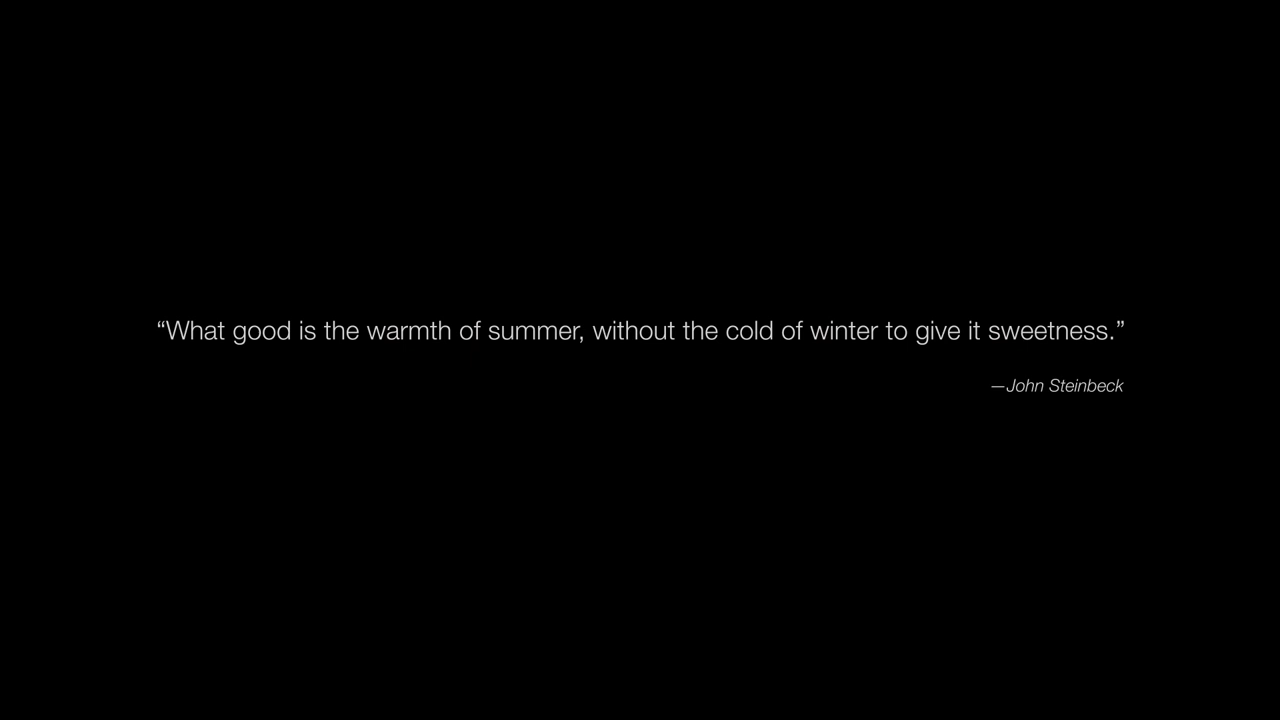 “What good is the warmth of summer, without the cold of winter to give it sweetness.”
—John Steinbeck